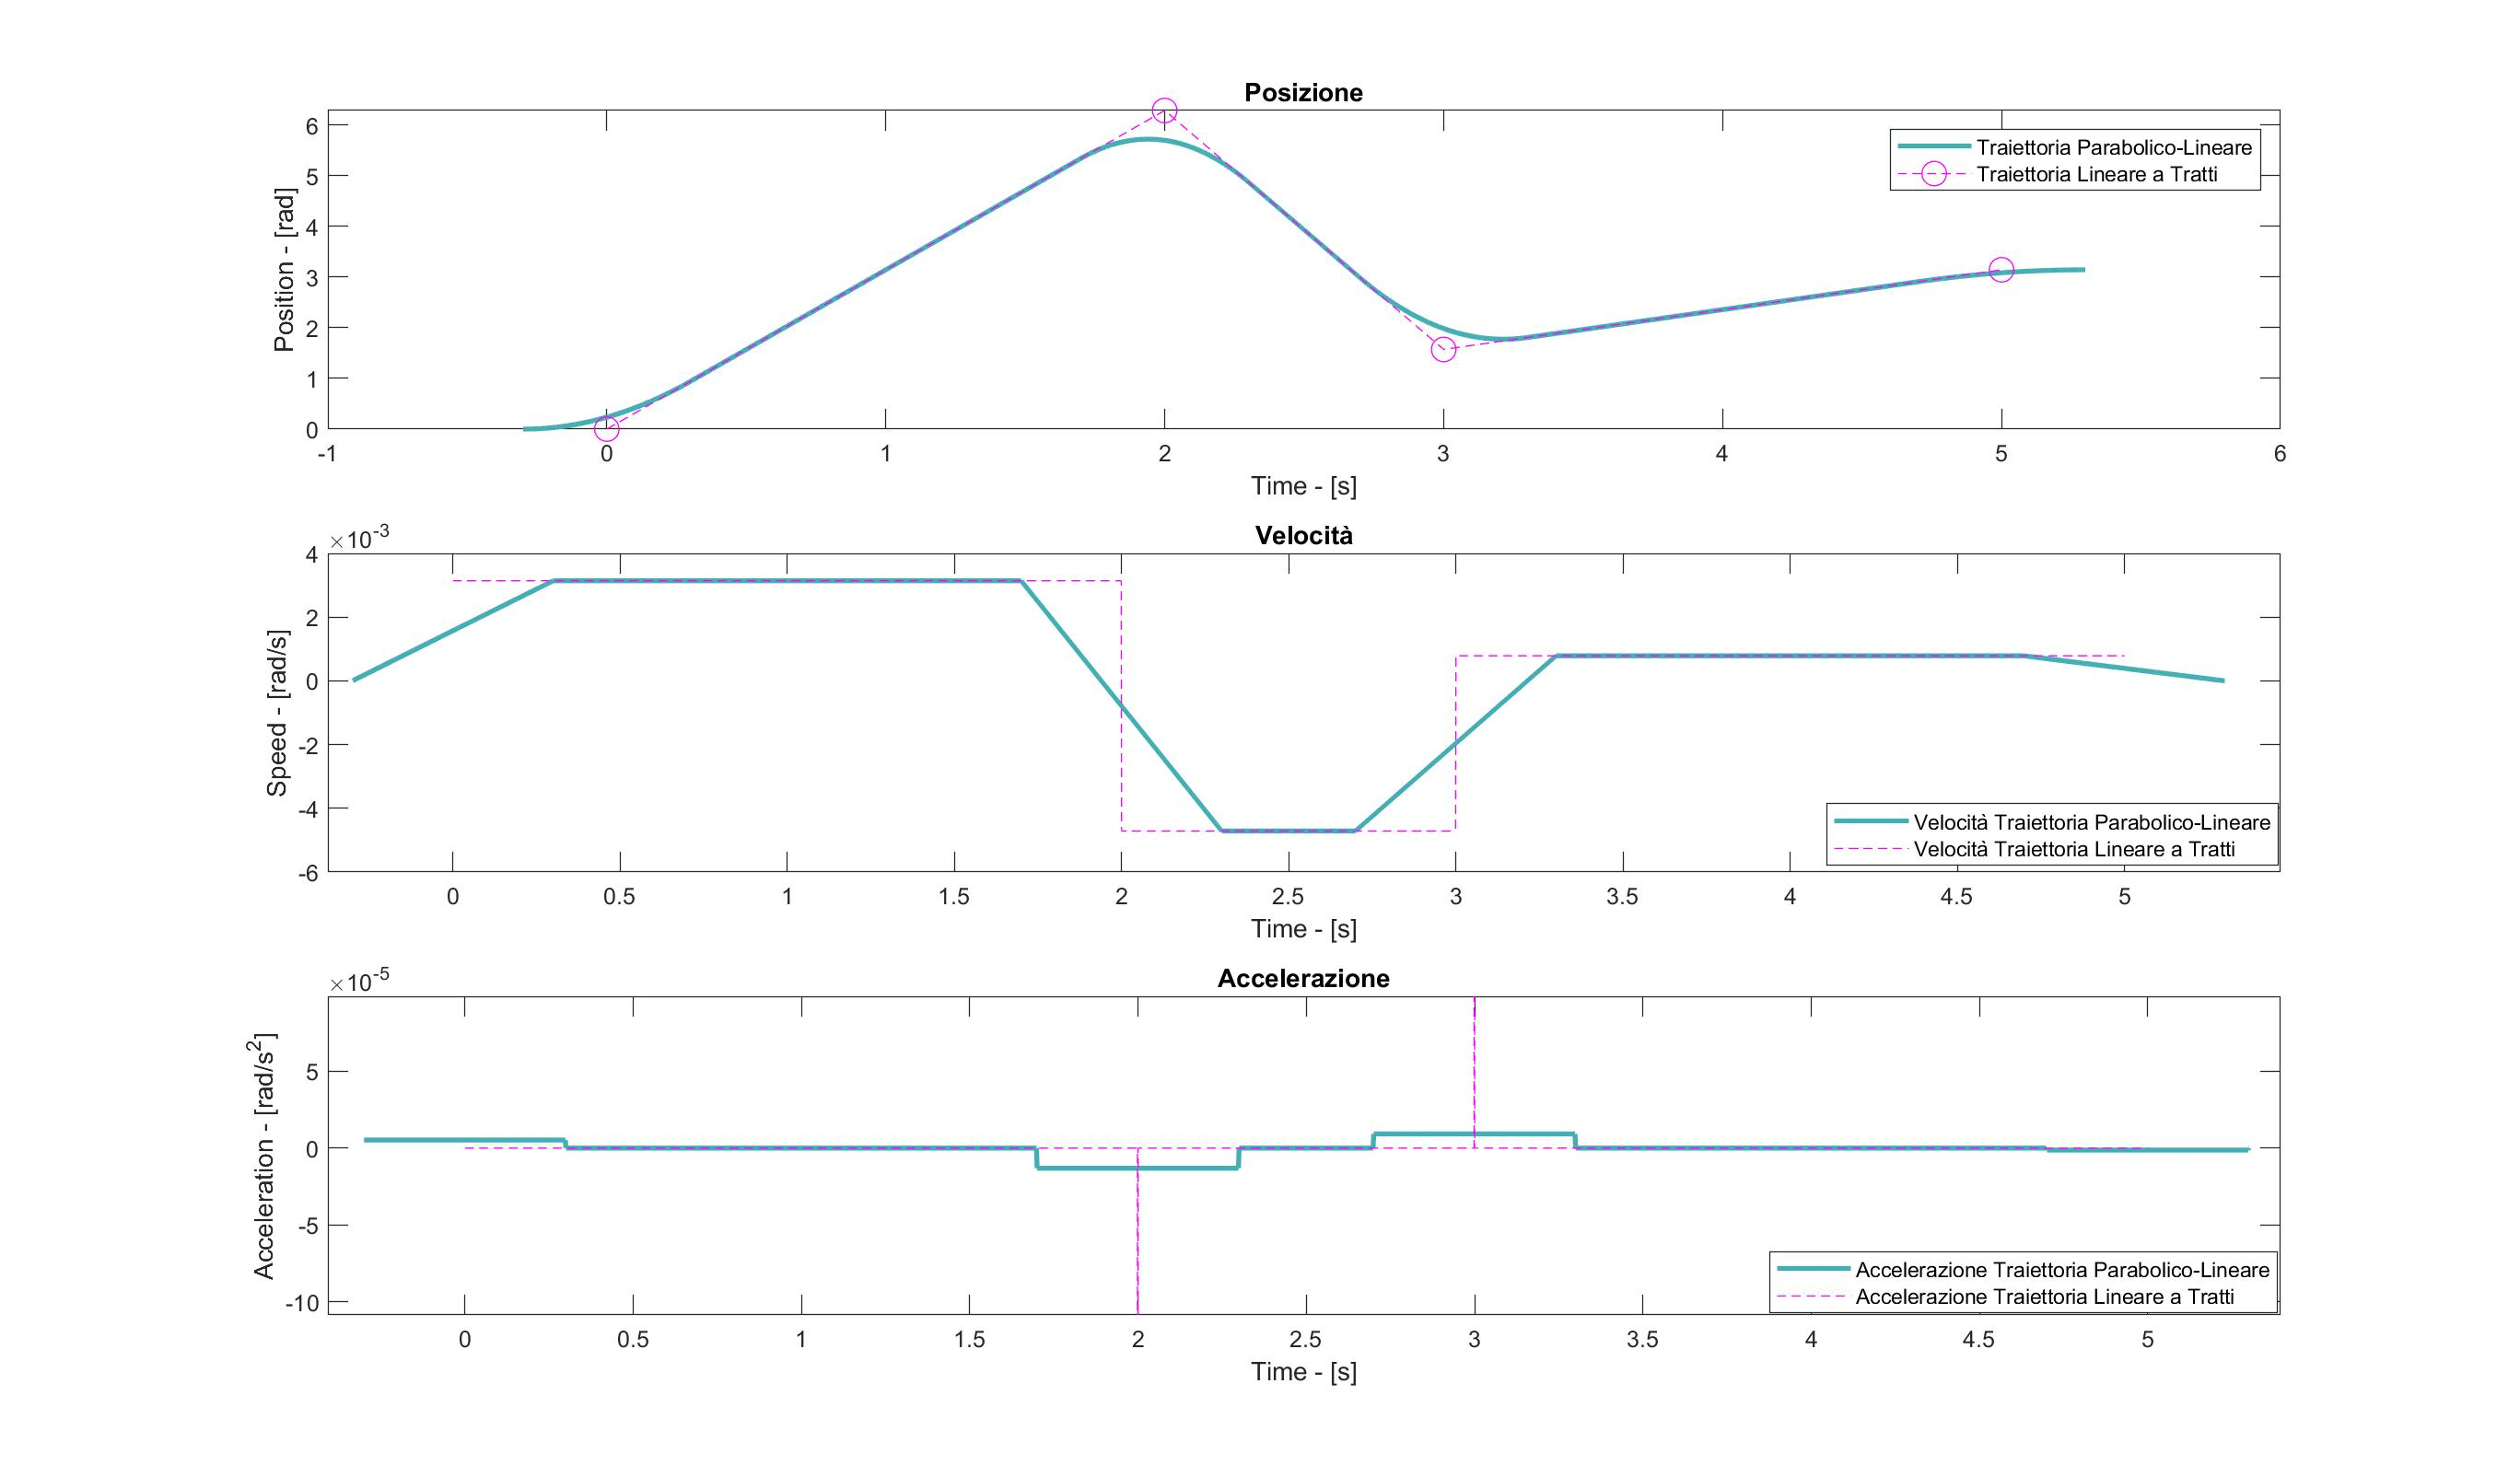 Posizione
6
5
4
3
2
1
0
Position - [rad]
Traiettoria Parabolico-Lineare
Traiettoria Lineare a Tratti
-1 0 1 2 3 4 5 6
Time - [s]
Velocità
×10-3
4
2
0
-2
-4
-6
Speed - [rad/s]
Velocità Traiettoria Parabolico-Lineare
Velocità Traiettoria Lineare a Tratti
0 0.5 1 1.5 2 2.5 3 3.5 4 4.5 5
Time - [s]
Accelerazione
×10-5
5
0
-5
-10
Acceleration - [rad/s2]
Accelerazione Traiettoria Parabolico-Lineare
Accelerazione Traiettoria Lineare a Tratti
0 0.5 1 1.5 2 2.5 3 3.5 4 4.5 5
Time - [s]